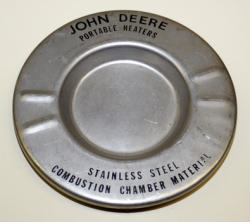 JOHN DEERE
PORTABLE HEATERS
STAINLESS STEEL
COMBUSTION CHAMBER MATERIAL